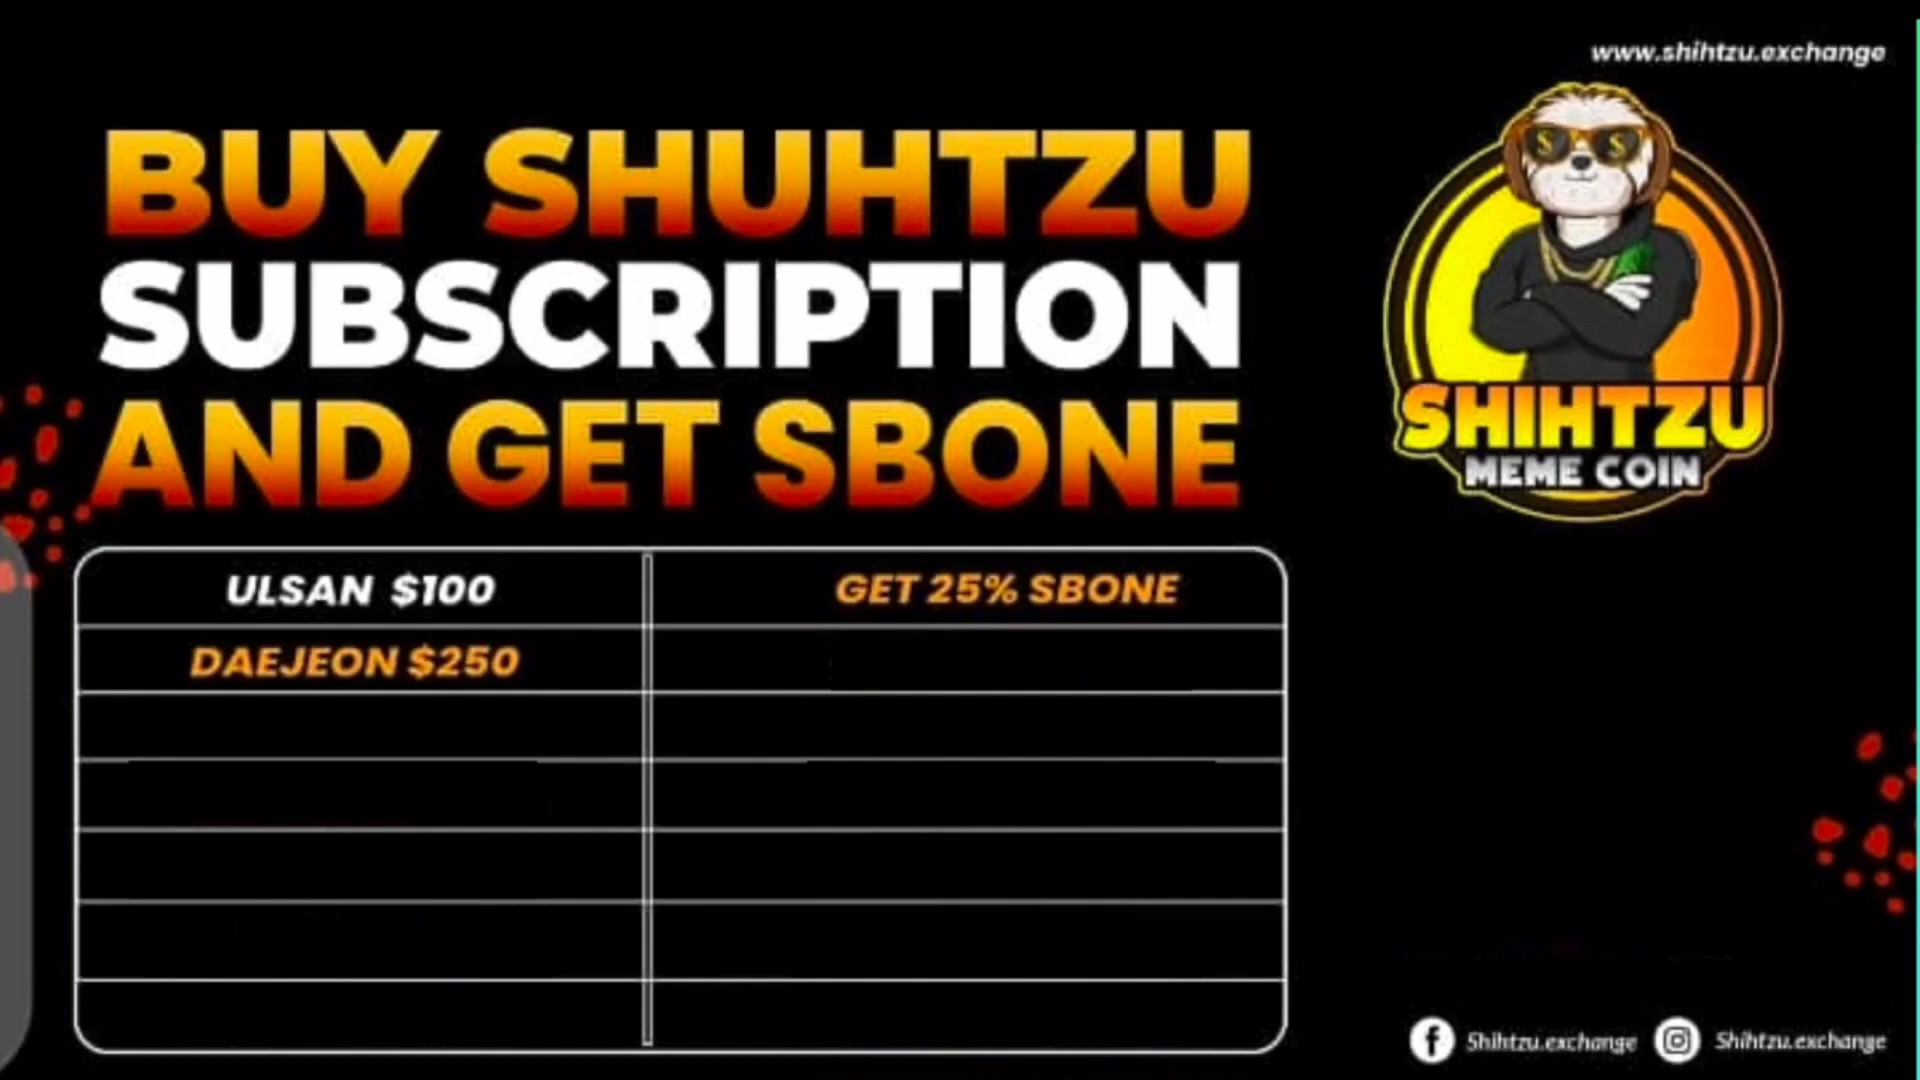 www.shihtzu.exchange
BUY SHUHTZU
SUBSCRIPTION
AND GET SBONE
SHIHTZU
MEME COIN
ULSAN $100
GET 25% SBONE
DAEJEON $250
Shihtzu.exchange
Shihtzu.exchange